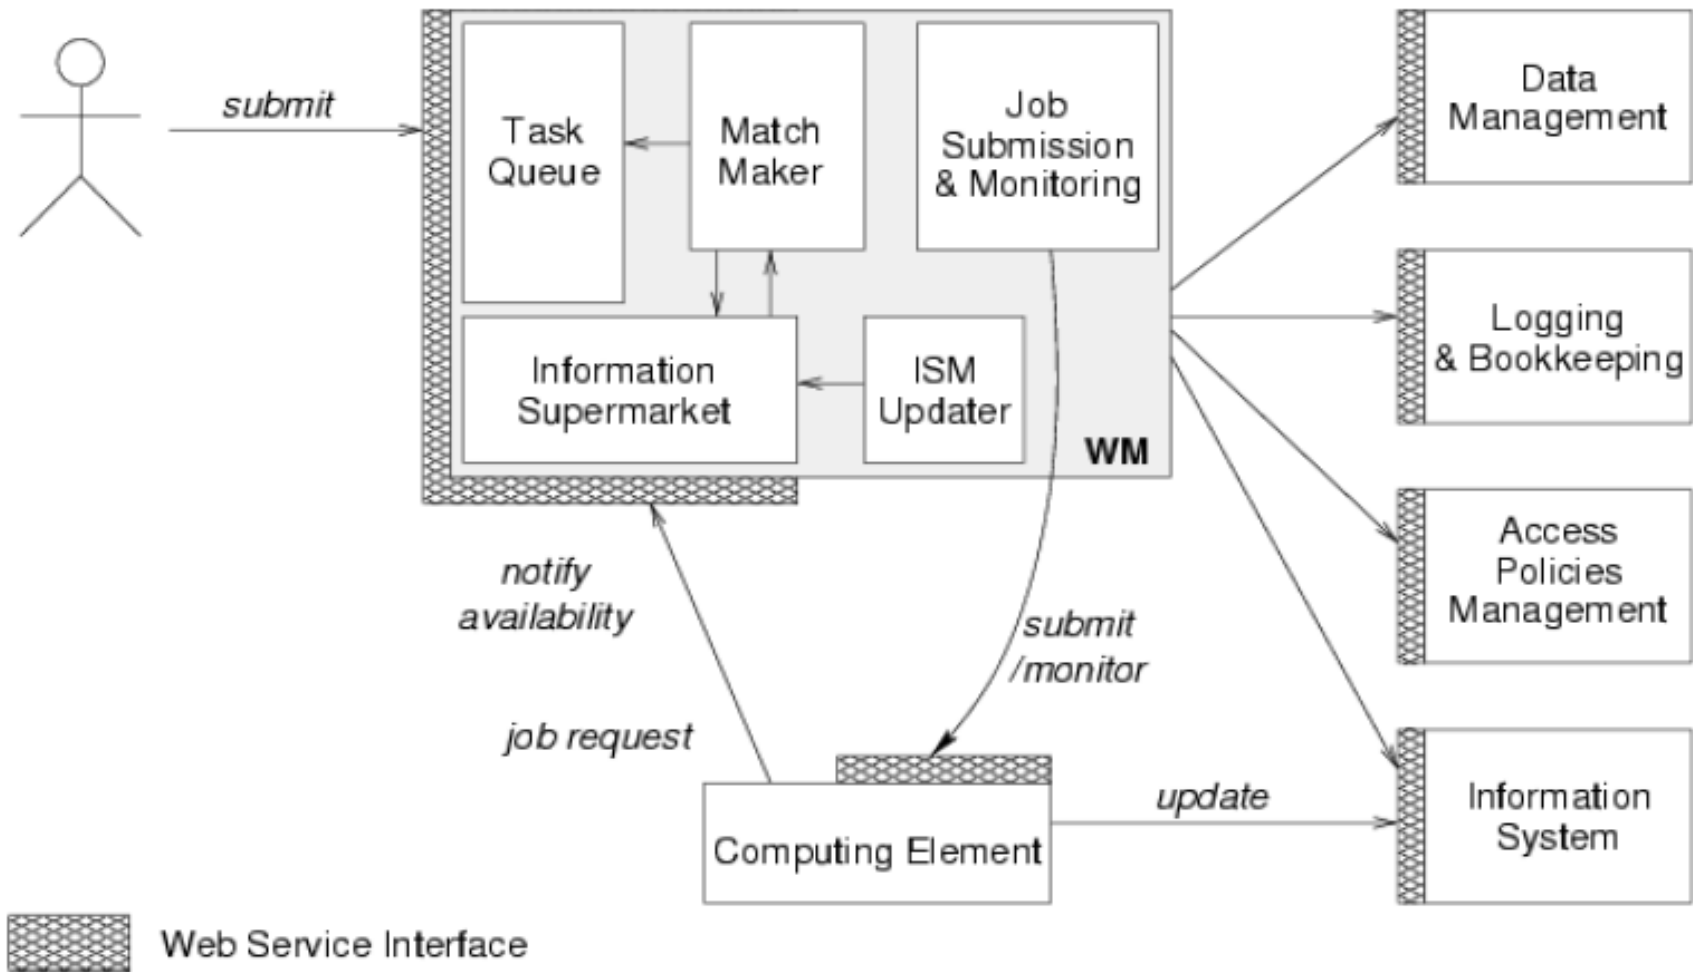 submit
Task
Queue
Match
Maker
Job
Submission
& Monitoring
Information
Supermarket
ISM
Updater
WM
Data
Management
Logging
& Bookkeeping
Access
Policies
Management
Information
System
notify
availability
job request
submit
/monitor
update
Computing Element
Web Service Interface